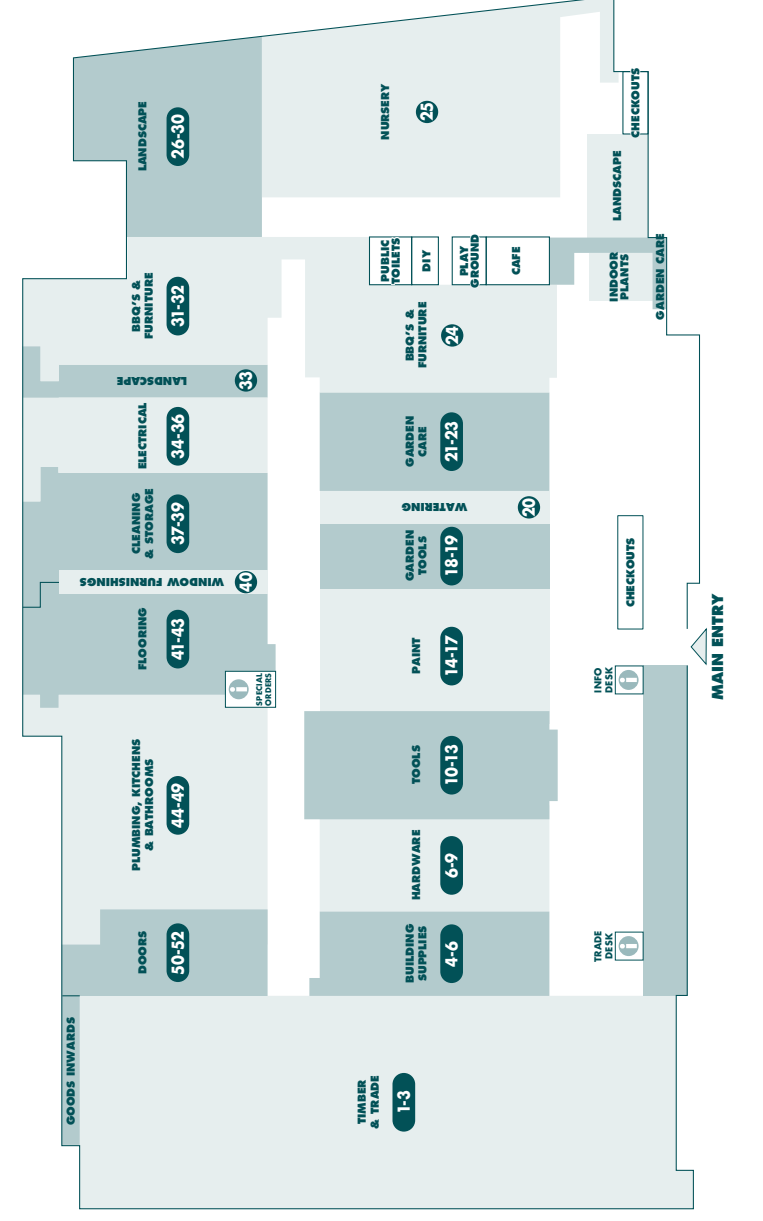 GOODS INWARDS
DOORS
50-52
PLUMBING, KITCHENS
& BATHROOMS
44-49
FLOORING
41-43
SPECIAL
ORDERS
WINDOW FURNISHINGS
40
CLEANING
& STORAGE
37-39
ELECTRICAL
34-36
LANDSCAPE
33
BBQ'S &
FURNITURE
31-32
LANDSCAPE
26-30
TIMBER
& TRADE
1-3
BUILDING
SUPPLIES
4-6
HARDWARE
6-9
TOOLS
10-13
PAINT
14-17
GARDEN
TOOLS
18-19
WATERING
20
GARDEN
CARE
21-23
BBQ'S &
FURNITURE
24
PUBLIC
TOILETS
DIY
PLAY
GROUND
CAFE
NURSERY
25
TRADE
DESK
INFO
DESK
CHECKOUTS
INDOOR
PLANTS
GARDEN CARE
LANDSCAPE
CHECKOUTS
MAIN ENTRY